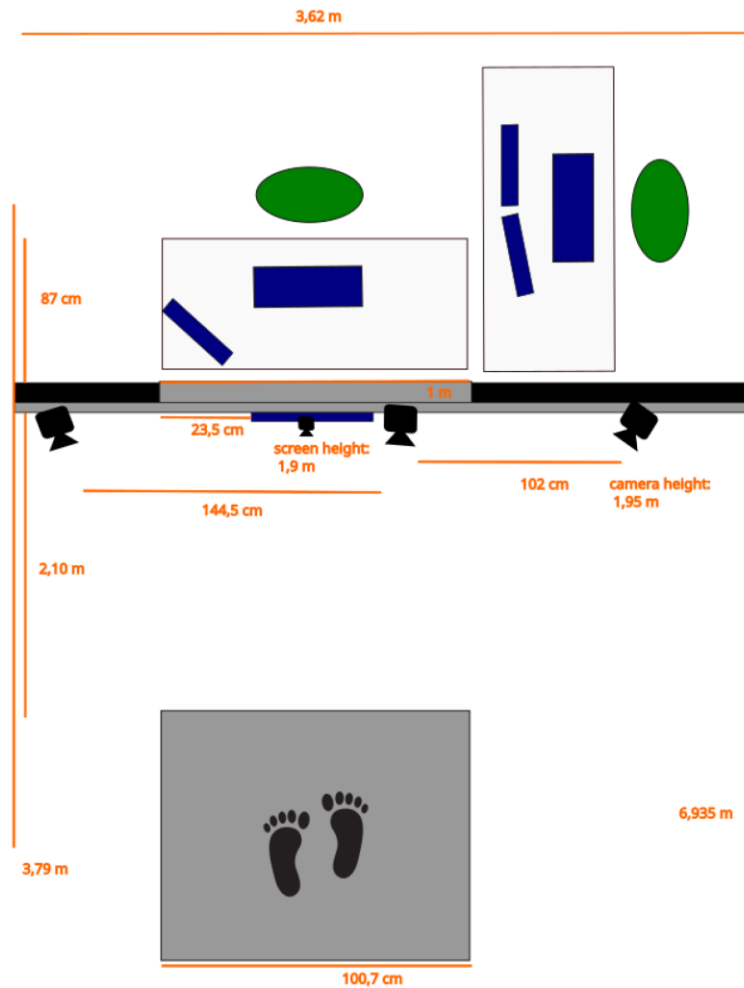 3,62 m
87 cm
1 m
23,5 cm
screen height:
1,9 m
102 cm
camera height:
1,95 m
144,5 cm
2,10 m
6,935 m
3,79 m
100,7 cm